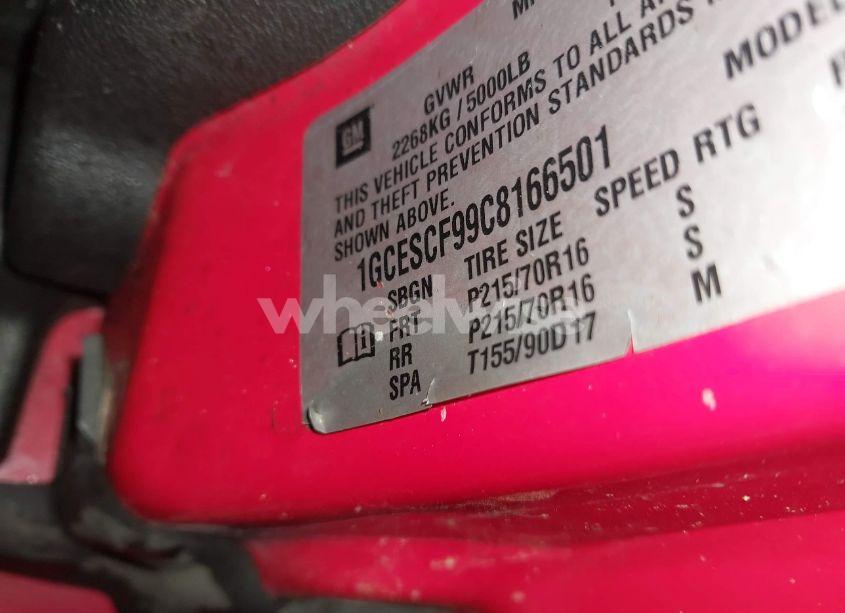 GM
GVWR
2268KG / 5000LB
THIS VEHICLE CONFORMS TO ALL
AND THEFT PREVENTION STANDARDS
SHOWN ABOVE.
1GCESCF99C8166501
MODEL
SBGN TIRE SIZE SPEED RTG
FRT P215/70R16 S
RR P215/70R16 S
SPA T155/90D17 M